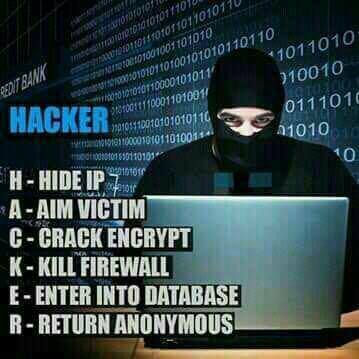 REDIT BANK
HACKER
H - HIDE IP
A - AIM VICTIM
C - CRACK ENCRYPT
K - KILL FIREWALL
E - ENTER INTO DATABASE
R - RETURN ANONYMOUS